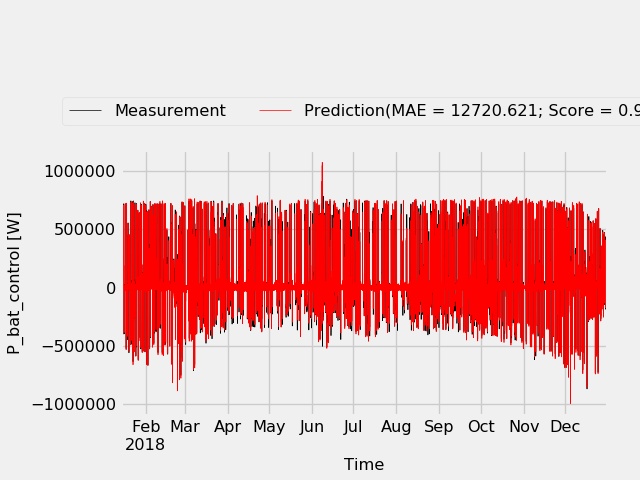 Measurement Prediction(MAE = 12720.621; Score = 0.9
1000000
500000
0
−500000
−1000000
P_bat_control [W]
Feb Mar Apr May Jun Jul Aug Sep Oct Nov Dec
2018
Time